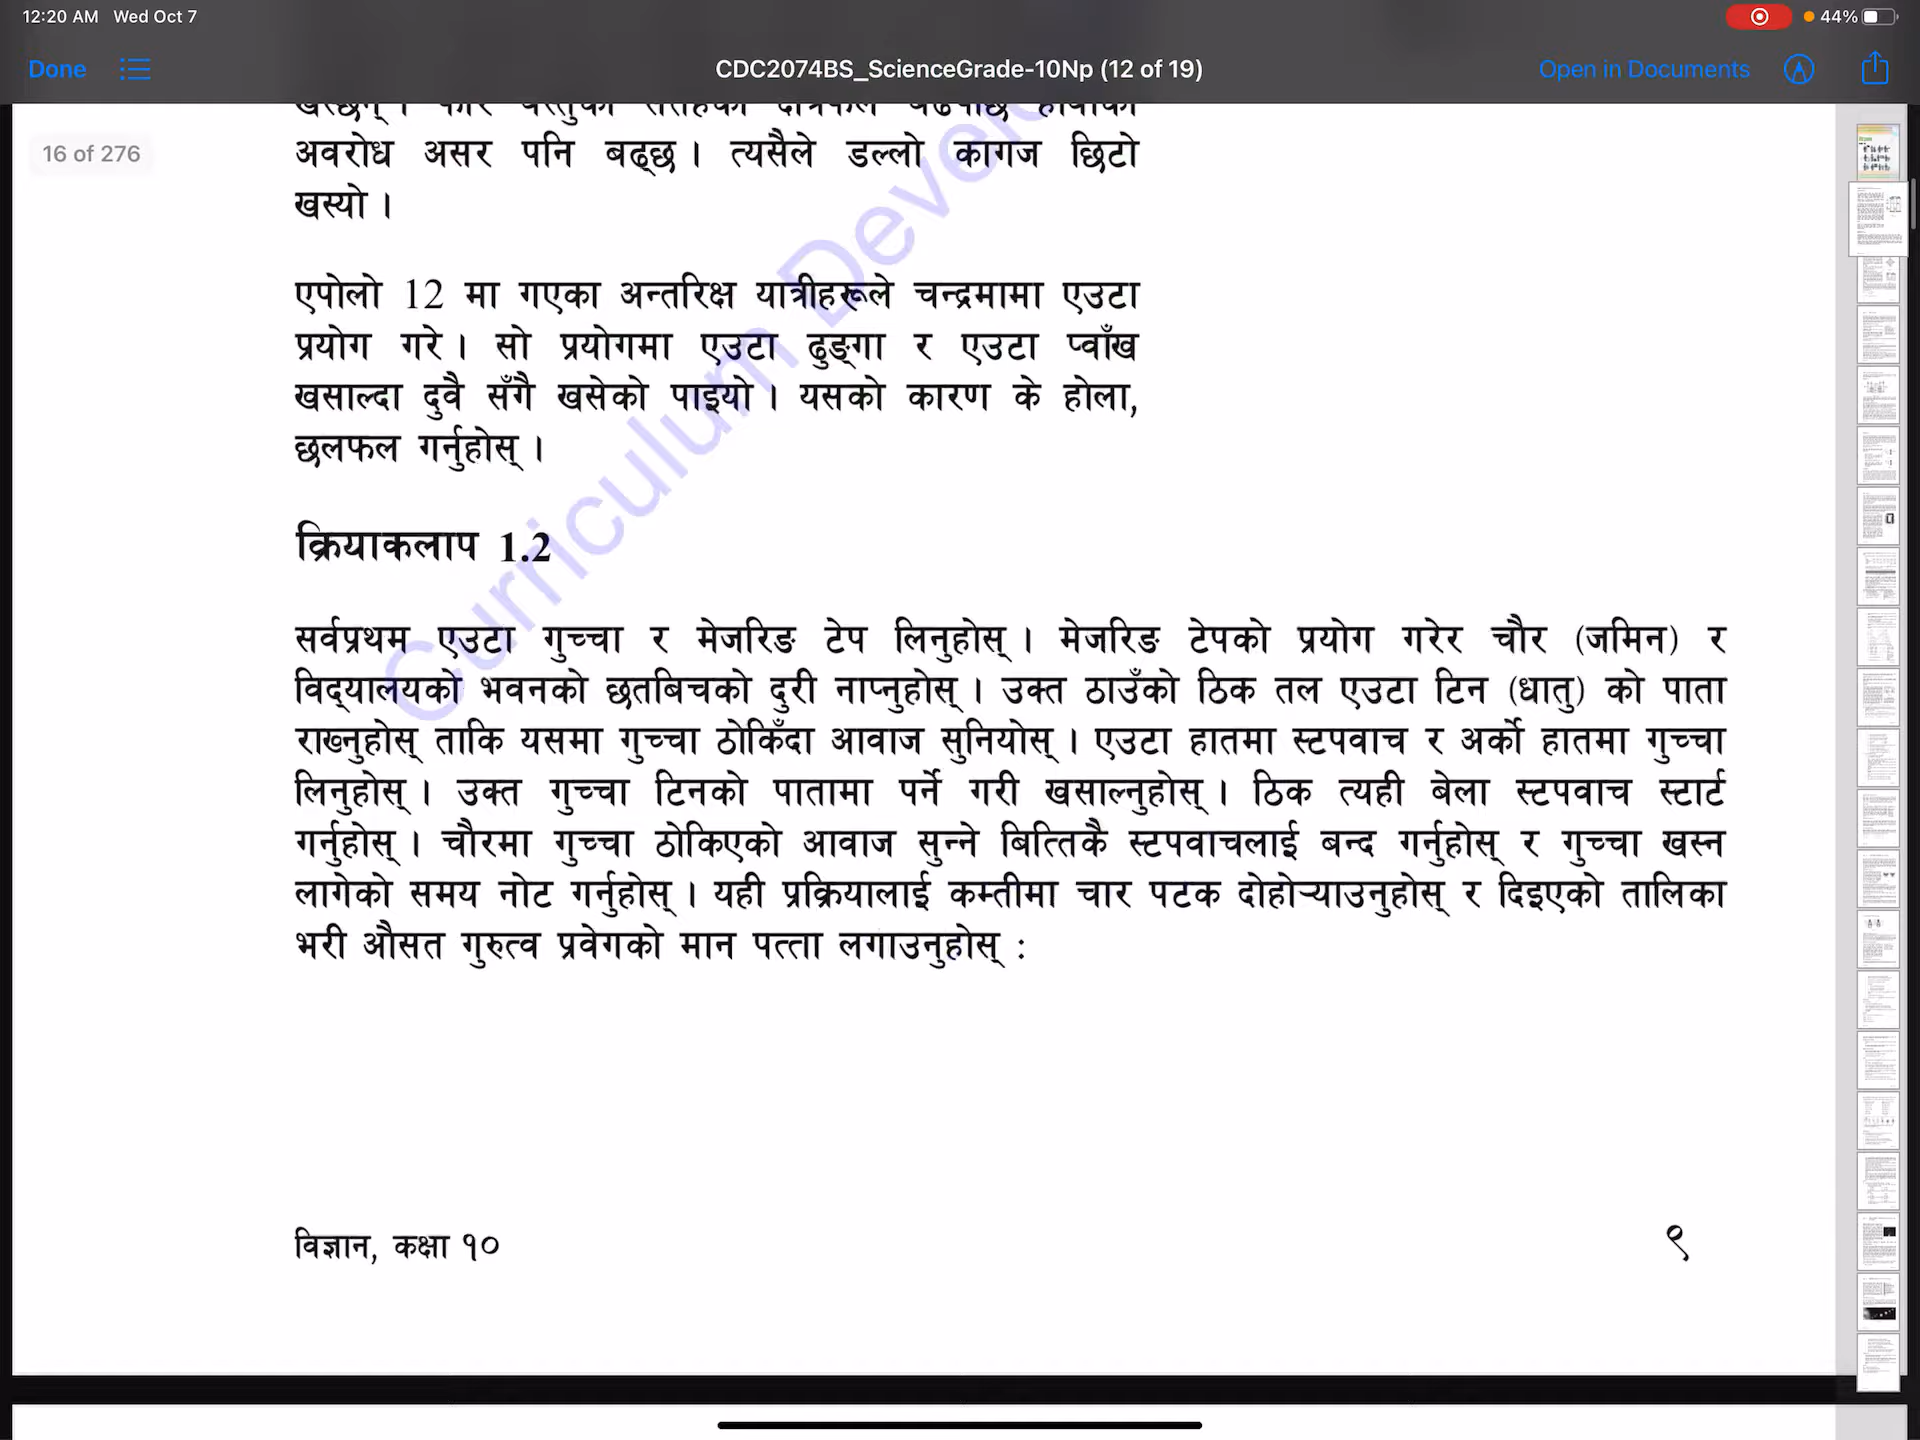 12:20 AM Wed Oct 7
44%
Done
CDC2074BS_ScienceGrade-10Np (12 of 19)
Open in Documents
16 of 276
अवरोध असर पनि बढ्छ । त्यसैले डल्लो कागज छिटो
खस्यो ।
एपोलो 12 मा गएका अन्तरिक्ष यात्रीहरूले चन्द्रमामा एउटा
प्रयोग गरे । सो प्रयोगमा एउटा ढुङ्गा र एउटा प्वाँख
खसाल्दा दुवै सँगै खसेको पाइयो । यसको कारण के होला,
छलफल गर्नुहोस् ।
क्रियाकलाप 1.2
सर्वप्रथम एउटा गुच्चा र मेजरिङ टेप लिनुहोस् । मेजरिङ टेपको प्रयोग गरेर चौर (जमिन) र
विद्यालयको भवनको छतबिचको दुरी नाप्नुहोस् । उक्त ठाउँको ठिक तल एउटा टिन (धातु) को पाता
राख्नुहोस् ताकि यसमा गुच्चा ठोकिँदा आवाज सुनियोस् । एउटा हातमा स्टपवाच र अर्को हातमा गुच्चा
लिनुहोस् । उक्त गुच्चा टिनको पातामा पर्ने गरी खसाल्नुहोस् । ठिक त्यही बेला स्टपवाच स्टार्ट
गर्नुहोस् । चौरमा गुच्चा ठोकिएको आवाज सुन्ने बित्तिकै स्टपवाचलाई बन्द गर्नुहोस् र गुच्चा खस्न
लागेको समय नोट गर्नुहोस् । यही प्रक्रियालाई कम्तीमा चार पटक दोहोऱ्याउनुहोस् र दिइएको तालिका
भरी औसत गुरुत्व प्रवेगको मान पत्ता लगाउनुहोस् :
विज्ञान, कक्षा १०
९
Curriculum Develo